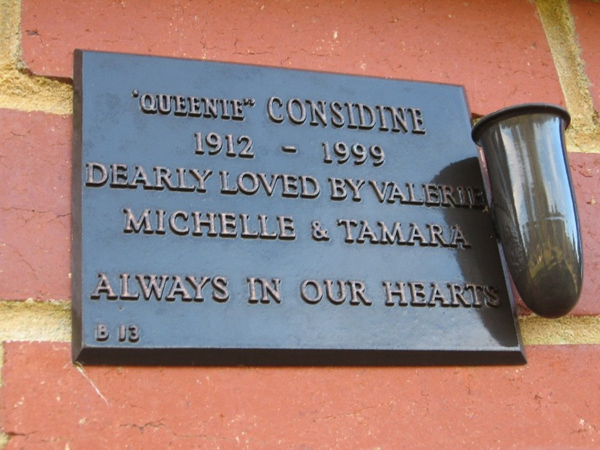 "QUEENIE" CONSIDINE
1912 - 1999
DEARLY LOVED BY VALERIE
MICHELLE & TAMARA
ALWAYS IN OUR HEARTS
B 13